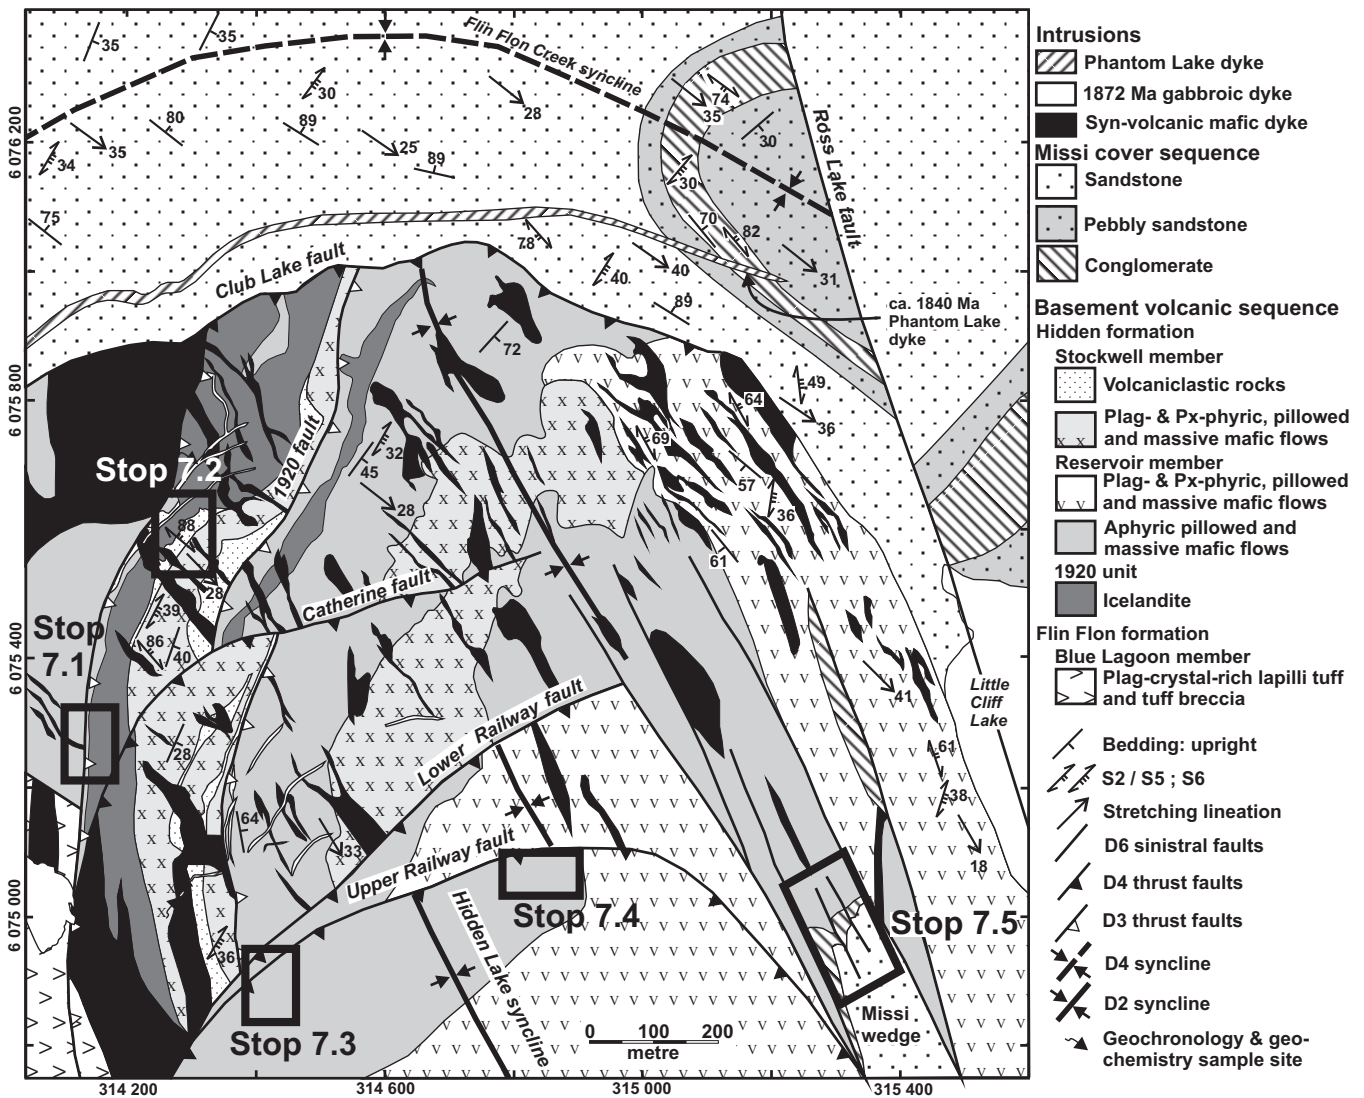 Flin Flon Creek syncline
Ross Lake fault
Club Lake fault
1920 fault
Catherine fault
Lower Railway fault
Upper Railway fault
Hidden Lake syncline
Stop 7.2
Stop
7.1
Stop 7.3
Stop 7.4
Stop 7.5
ca. 1840 Ma
Phantom Lake
dyke
Little
Cliff
Lake
Missi
wedge
0 100 200
metre
35
35
30
28
80
89
35
34
25
89
75
74
35
30
30
70
82
31
78
40
40
89
72
49
64
36
69
57
36
61
32
45
28
88
28
39
86
40
28
64
33
36
41
61
38
18
6 076 200
6 075 800
6 075 400
6 075 000
314 200
314 600
315 000
315 400
Intrusions
Phantom Lake dyke
1872 Ma gabbroic dyke
Syn-volcanic mafic dyke
Missi cover sequence
Sandstone
Pebbly sandstone
Conglomerate
Basement volcanic sequence
Hidden formation
Stockwell member
Volcaniclastic rocks
Plag- & Px-phyric, pillowed
and massive mafic flows
Reservoir member
Plag- & Px-phyric, pillowed
and massive mafic flows
Aphyric pillowed and
massive mafic flows
1920 unit
Icelandite
Flin Flon formation
Blue Lagoon member
Plag-crystal-rich lapilli tuff
and tuff breccia
Bedding: upright
S2 / S5 ; S6
Stretching lineation
D6 sinistral faults
D4 thrust faults
D3 thrust faults
D4 syncline
D2 syncline
Geochronology & geo-
chemistry sample site